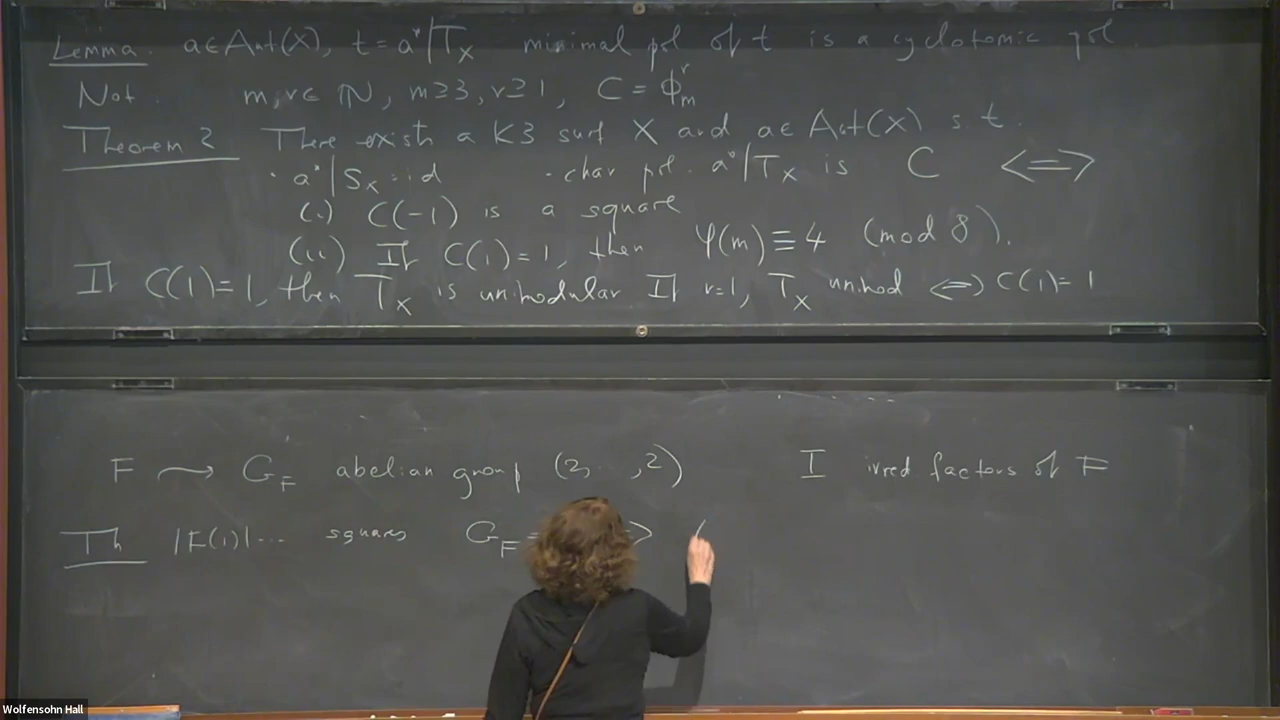 Lemma. a∈Aut(X), t = a*|T_X minimal pol of t is a cyclotomic pol
Not. m, r ∈ ℕ, m≥3, r≥1, C = ϕ_m^r
Theorem 2 There exists a K3 surf X and a∈ Aut(X) s.t.
· a*|S_X = id · char pol. a*|T_X is C <=>
(i) C(-1) is a square
(ii) If C(1)=1, then φ(m) ≡ 4 (mod 8).
If C(1)=1, then T_X is unimodular If r=1, T_X unimod <=> C(1)=1
F ⇝ G_F abelian group (2, … ,2) I irred factors of F
Th |F(1)| ... squares G_F =
Wolfensohn Hall